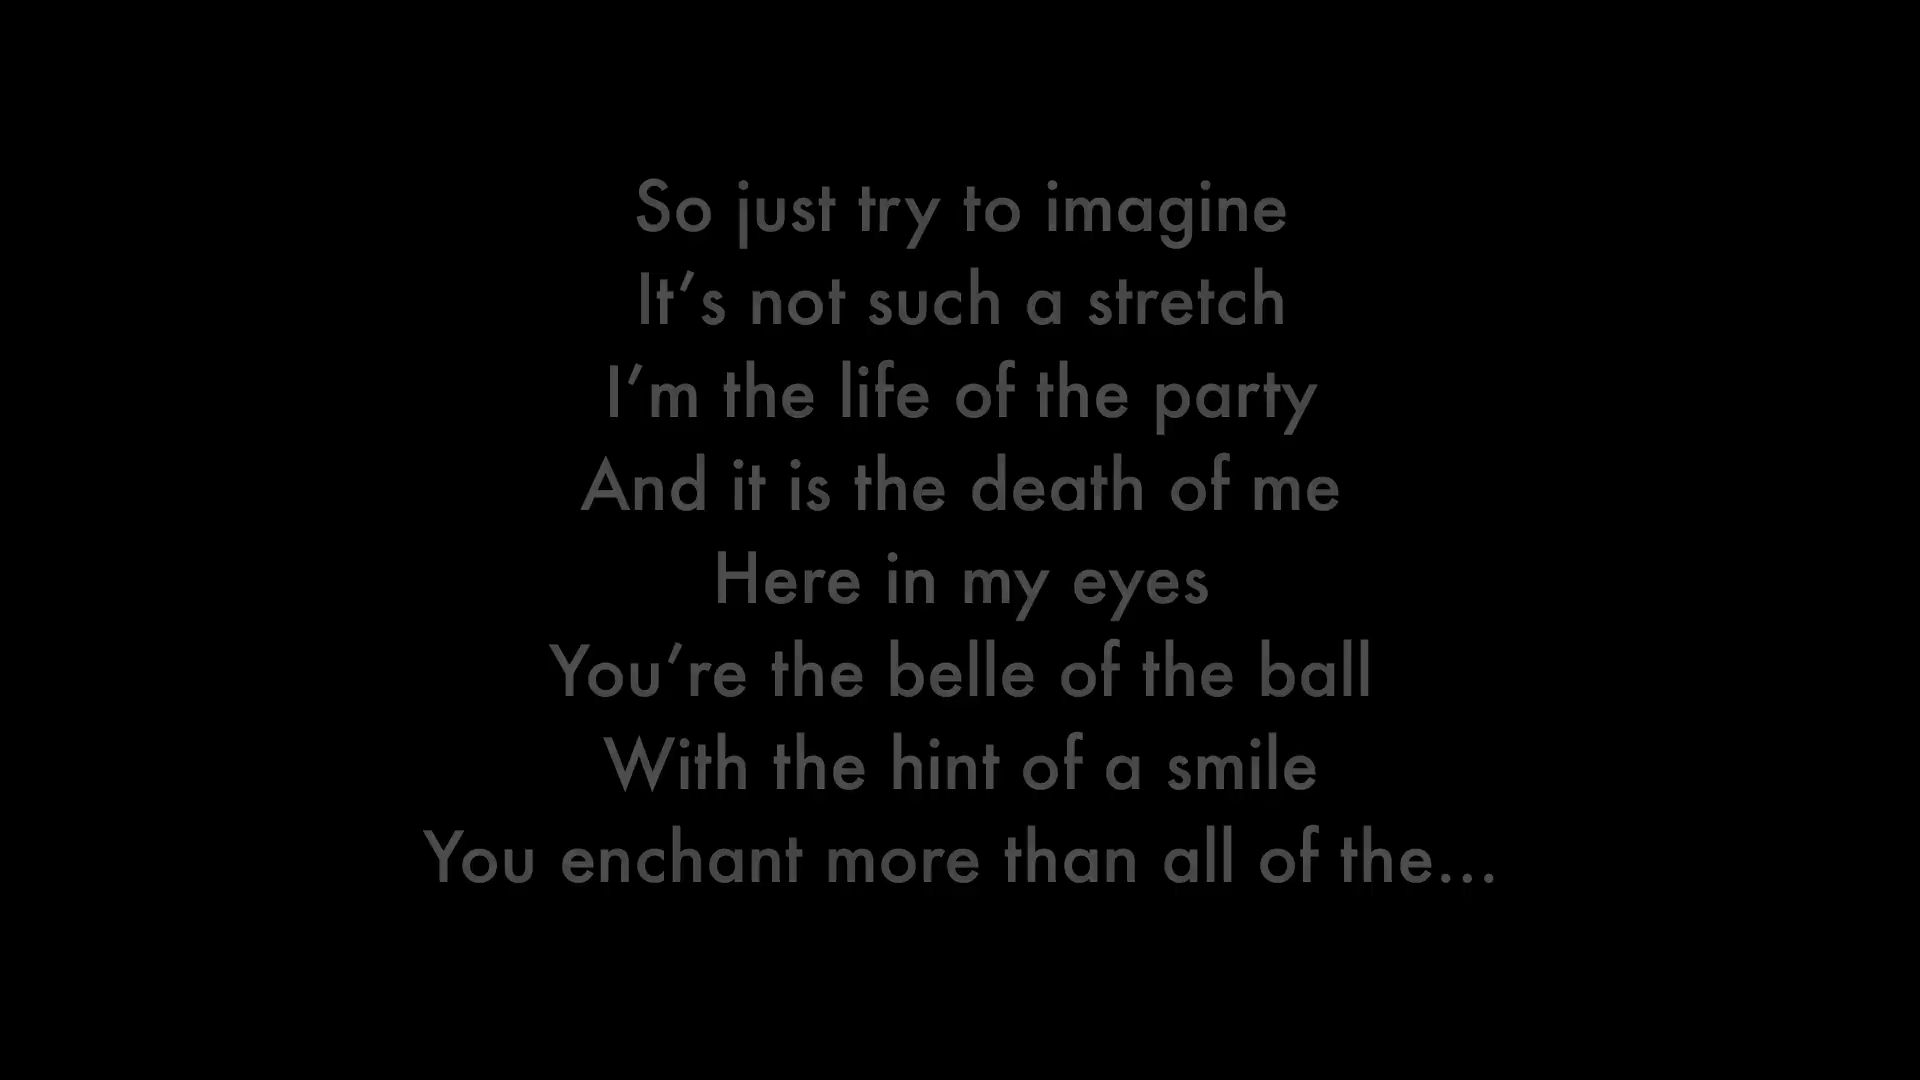 So just try to imagine
It’s not such a stretch
I’m the life of the party
And it is the death of me
Here in my eyes
You’re the belle of the ball
With the hint of a smile
You enchant more than all of the...